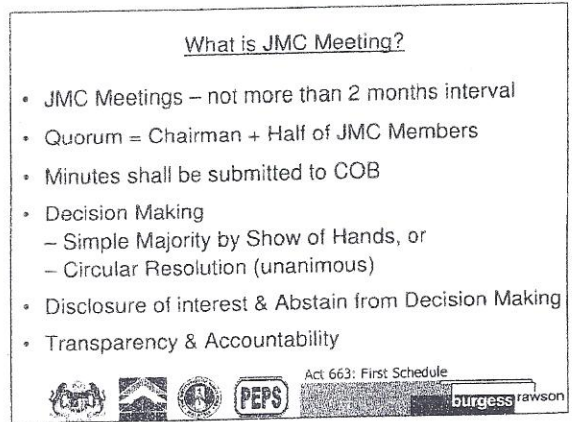 What is JMC Meeting?
• JMC Meetings – not more than 2 months interval
• Quorum = Chairman + Half of JMC Members
• Minutes shall be submitted to COB
• Decision Making
– Simple Majority by Show of Hands, or
– Circular Resolution (unanimous)
• Disclosure of interest & Abstain from Decision Making
• Transparency & Accountability
Act 663: First Schedule
PEPS
burgess rawson